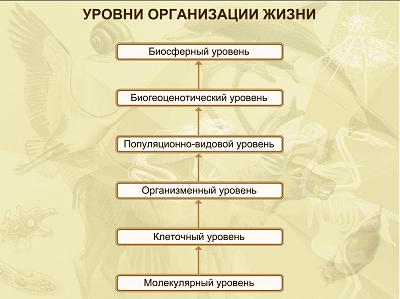 УРОВНИ ОРГАНИЗАЦИИ ЖИЗНИ
Биосферный уровень
Биогеоценотический уровень
Популяционно-видовой уровень
Организменный уровень
Клеточный уровень
Молекулярный уровень